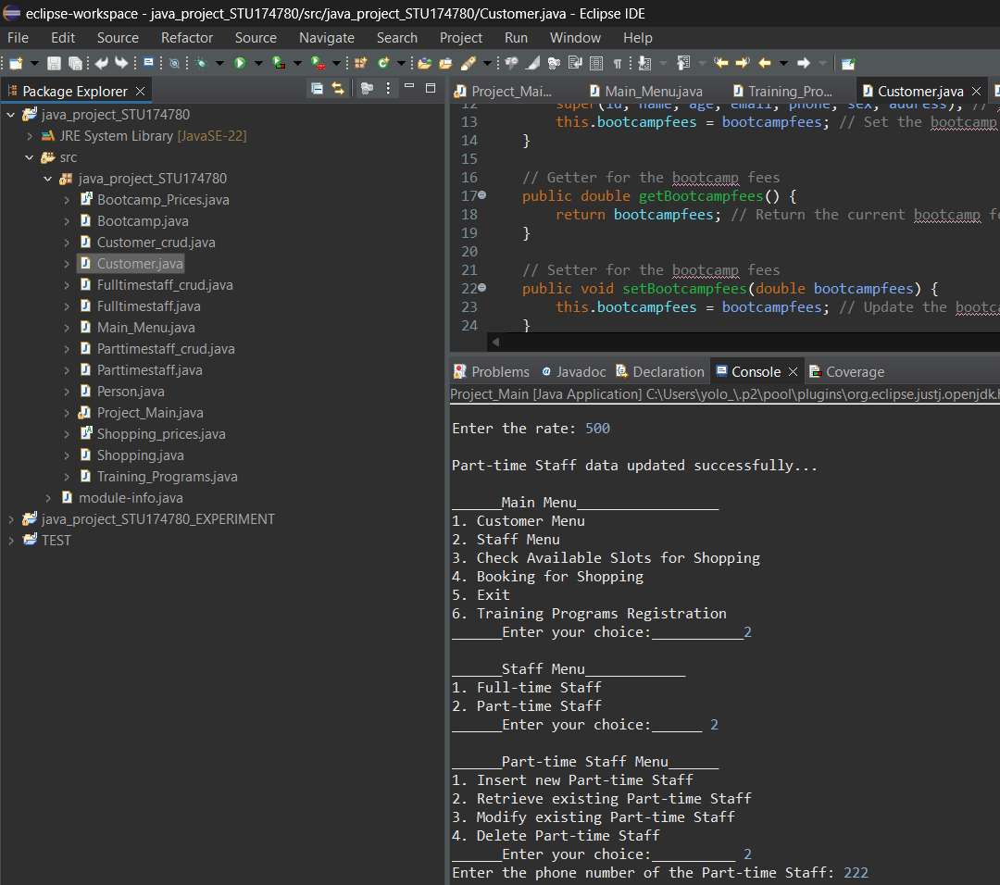 eclipse-workspace - java_project_STU174780/src/java_project_STU174780/Customer.java - Eclipse IDE
File Edit Source Refactor Source Navigate Search Project Run Window Help
Package Explorer
java_project_STU174780
JRE System Library [JavaSE-22]
src
java_project_STU174780
Bootcamp_Prices.java
Bootcamp.java
Customer_crud.java
Customer.java
Fulltimestaff_crud.java
Fulltimestaff.java
Main_Menu.java
Parttimestaff_crud.java
Parttimestaff.java
Person.java
Project_Main.java
Shopping_prices.java
Shopping.java
Training_Programs.java
module-info.java
java_project_STU174780_EXPERIMENT
TEST
Project_Mai... Main_Menu.java Training_Pro... Customer.java
12 super(id, name, age, email, phone, sex, address); //
13 this.bootcampfees = bootcampfees; // Set the bootcamp
14 }
15
16 // Getter for the bootcamp fees
17 public double getBootcampfees() {
18 return bootcampfees; // Return the current bootcamp fe
19 }
20
21 // Setter for the bootcamp fees
22 public void setBootcampfees(double bootcampfees) {
23 this.bootcampfees = bootcampfees; // Update the bootca
24 }
Problems Javadoc Declaration Console Coverage
Project_Main [Java Application] C:\Users\yolo_\.p2\pool\plugins\org.eclipse.justj.openjdk.h
Enter the rate: 500
Part-time Staff data updated successfully...
______Main Menu_________________
1. Customer Menu
2. Staff Menu
3. Check Available Slots for Shopping
4. Booking for Shopping
5. Exit
6. Training Programs Registration
______Enter your choice:___________2
______Staff Menu____________
1. Full-time Staff
2. Part-time Staff
______Enter your choice:______ 2
______Part-time Staff Menu______
1. Insert new Part-time Staff
2. Retrieve existing Part-time Staff
3. Modify existing Part-time Staff
4. Delete Part-time Staff
______Enter your choice:__________ 2
Enter the phone number of the Part-time Staff: 222